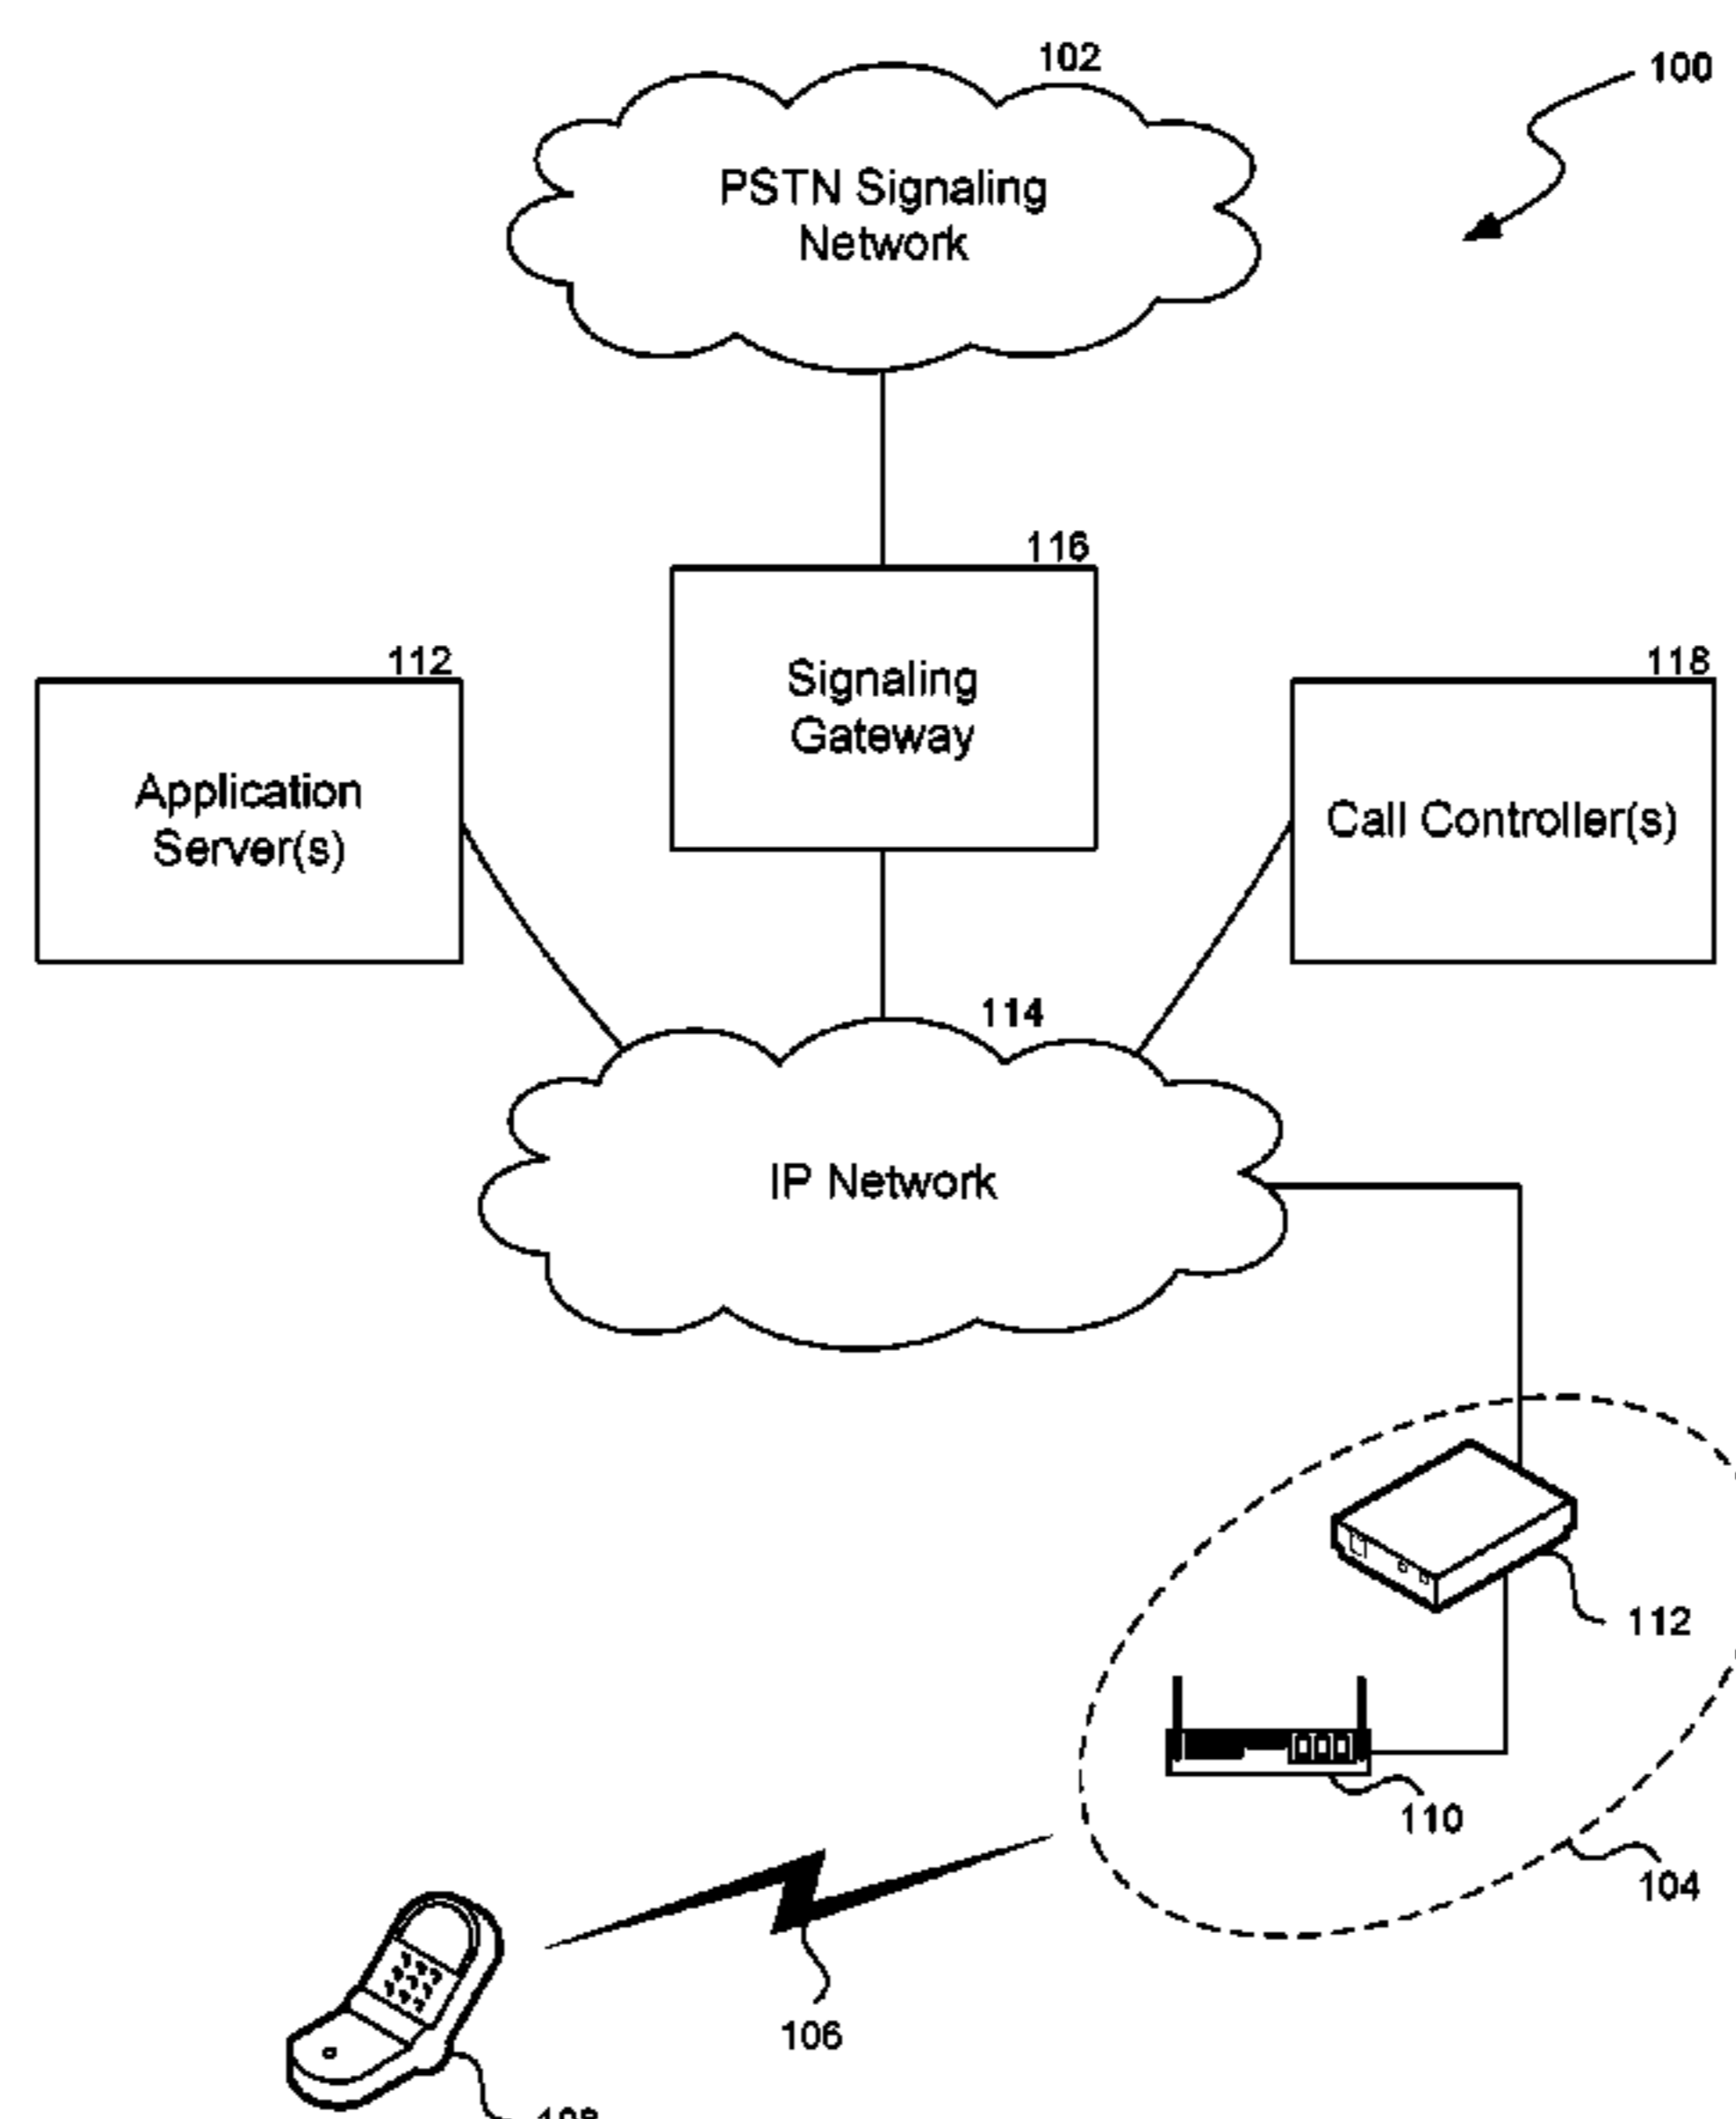 102
100
PSTN Signaling
Network
116
112
118
Signaling
Gateway
Application
Server(s)
Call Controller(s)
114
IP Network
112
110
104
106